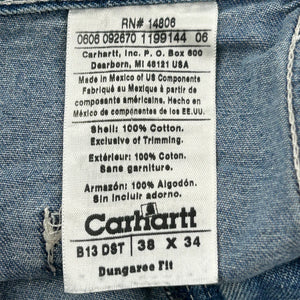 RN# 14806
0606 092670 1199144 06
Carhartt, Inc. P.O. Box 600
Dearborn, MI 48121 USA
Made in Mexico of US Components
Fabriqué au Mexique à partir de
composants américains. Hecho en
México de componentes de los EE.UU.
Shell: 100% Cotton.
Exclusive of Trimming.
Extérieur: 100% Coton.
Sans garniture.
Armazón: 100% Algodón.
Sin incluir adorno.
Carhartt
B13 DST 38 X 34
Dungaree Fit